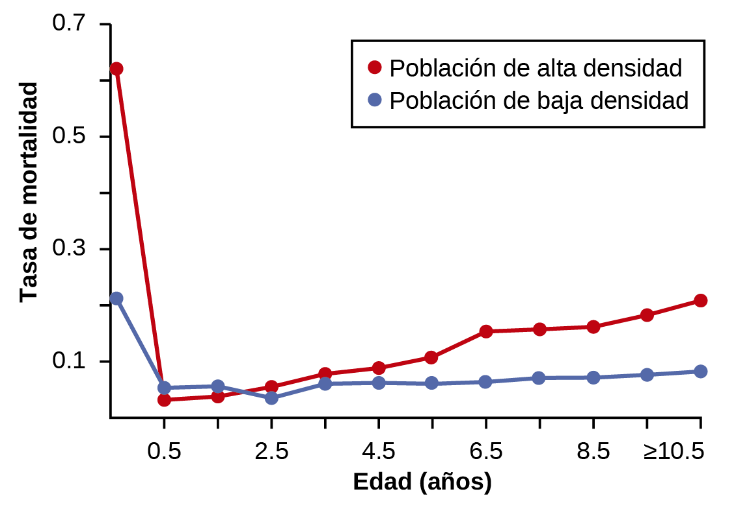 0.7
0.5
0.3
0.1
Tasa de mortalidad
Población de alta densidad
Población de baja densidad
0.5 2.5 4.5 6.5 8.5 ≥10.5
Edad (años)